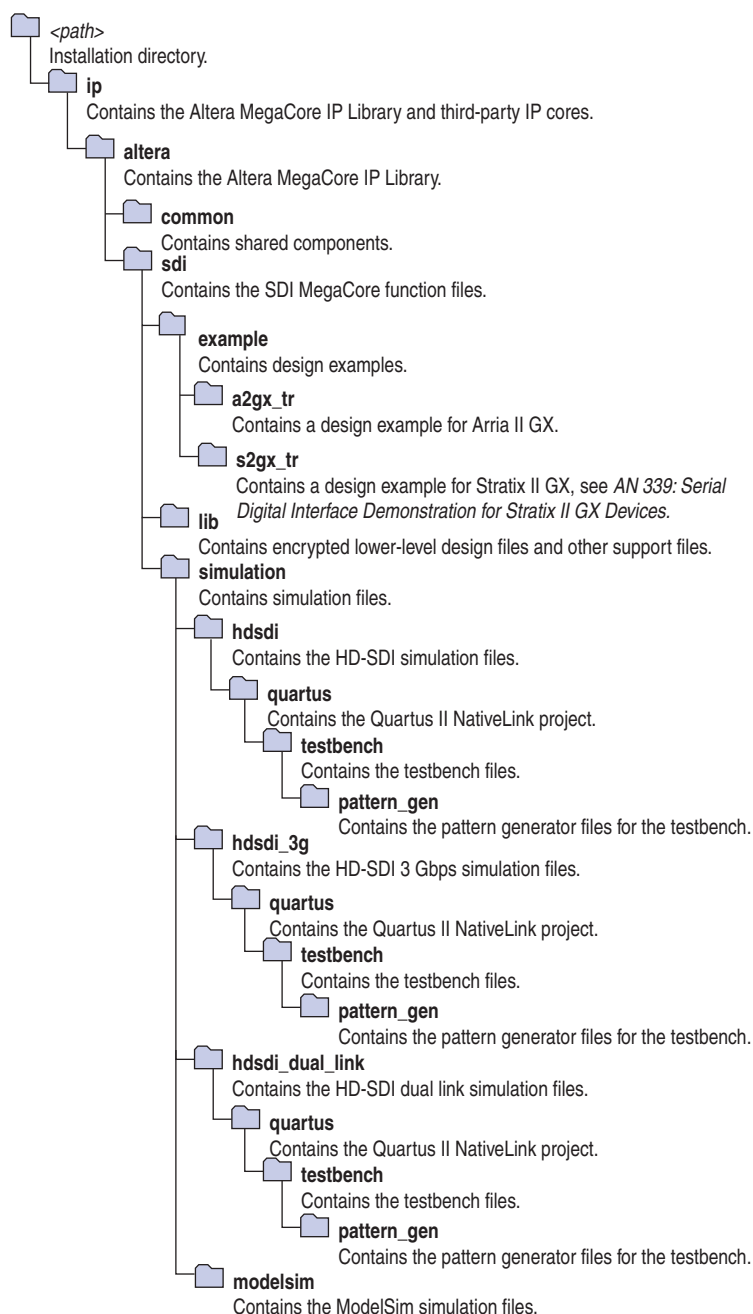 <path>
Installation directory.
ip
Contains the Altera MegaCore IP Library and third-party IP cores.
altera
Contains the Altera MegaCore IP Library.
common
Contains shared components.
sdi
Contains the SDI MegaCore function files.
example
Contains design examples.
a2gx_tr
Contains a design example for Arria II GX.
s2gx_tr
Contains a design example for Stratix II GX, see AN 339: Serial
Digital Interface Demonstration for Stratix II GX Devices.
lib
Contains encrypted lower-level design files and other support files.
simulation
Contains simulation files.
hdsdi
Contains the HD-SDI simulation files.
quartus
Contains the Quartus II NativeLink project.
testbench
Contains the testbench files.
pattern_gen
Contains the pattern generator files for the testbench.
hdsdi_3g
Contains the HD-SDI 3 Gbps simulation files.
quartus
Contains the Quartus II NativeLink project.
testbench
Contains the testbench files.
pattern_gen
Contains the pattern generator files for the testbench.
hdsdi_dual_link
Contains the HD-SDI dual link simulation files.
quartus
Contains the Quartus II NativeLink project.
testbench
Contains the testbench files.
pattern_gen
Contains the pattern generator files for the testbench.
modelsim
Contains the ModelSim simulation files.